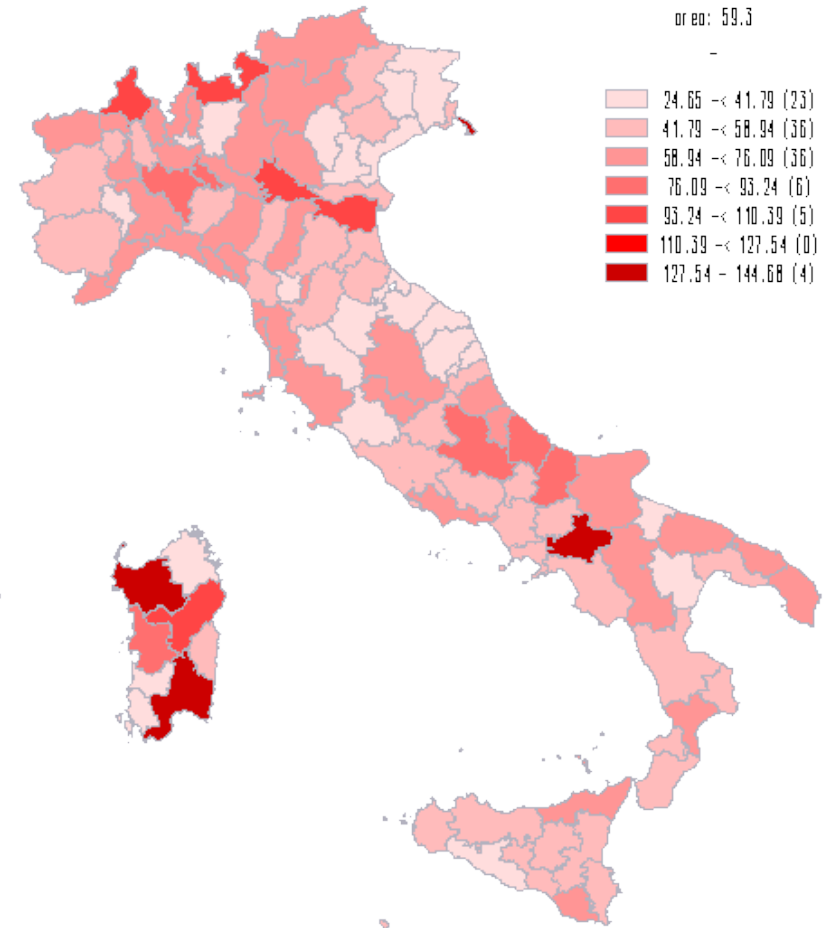 area: 59.3
-
24.65 -< 41.79 (23)
41.79 -< 58.94 (36)
58.94 -< 76.09 (36)
76.09 -< 93.24 (6)
93.24 -< 110.39 (5)
110.39 -< 127.54 (0)
127.54 - 144.68 (4)